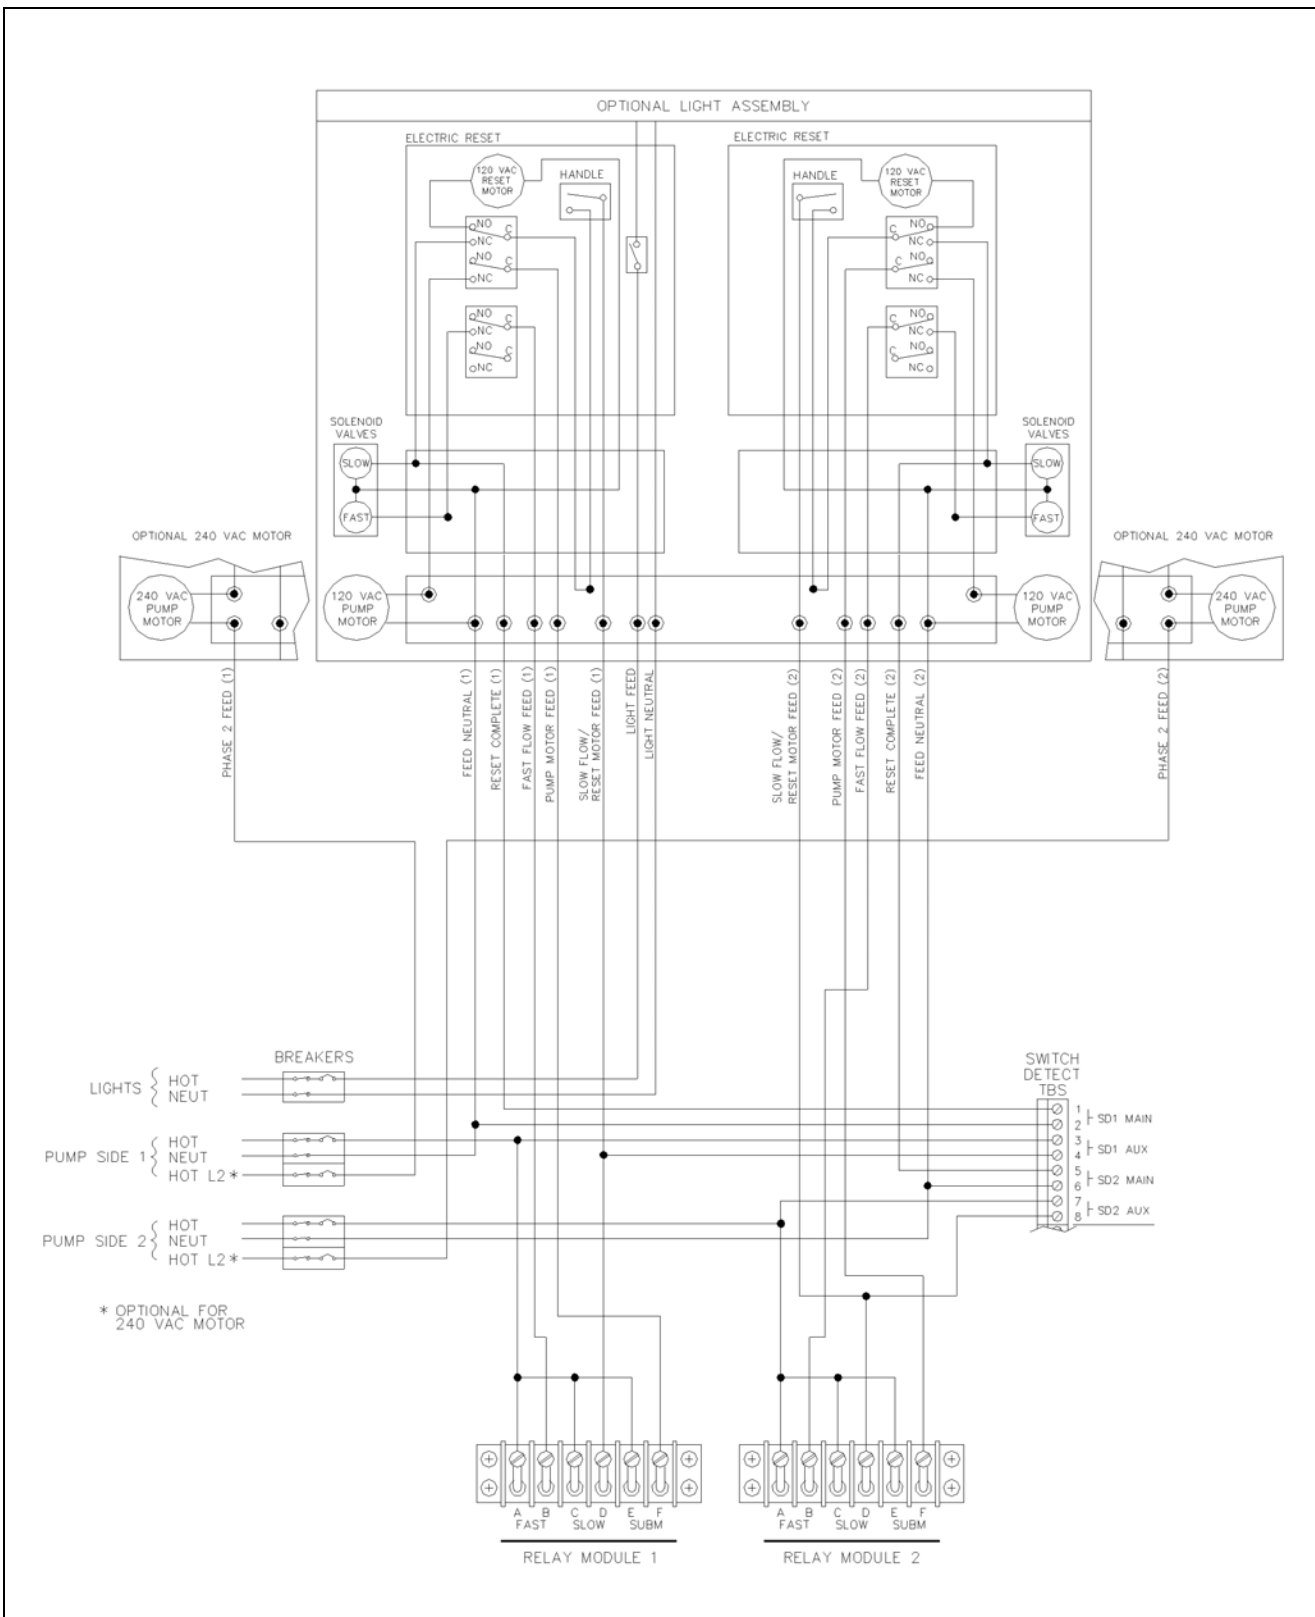 OPTIONAL LIGHT ASSEMBLY
ELECTRIC RESET
120 VAC
RESET
MOTOR
HANDLE
NO
C
NC
NO
C
NC
NO
C
NC
NO
C
NC
ELECTRIC RESET
HANDLE
120 VAC
RESET
MOTOR
NO
C
NC
NO
C
NC
NO
C
NC
NO
C
NC
SOLENOID
VALVES
SLOW
FAST
SOLENOID
VALVES
SLOW
FAST
OPTIONAL 240 VAC MOTOR
240 VAC
PUMP
MOTOR
120 VAC
PUMP
MOTOR
120 VAC
PUMP
MOTOR
OPTIONAL 240 VAC MOTOR
240 VAC
PUMP
MOTOR
PHASE 2 FEED (1)
FEED NEUTRAL (1)
RESET COMPLETE (1)
FAST FLOW FEED (1)
PUMP MOTOR FEED (1)
SLOW FLOW/
RESET MOTOR FEED (1)
LIGHT FEED
LIGHT NEUTRAL
SLOW FLOW/
RESET MOTOR FEED (2)
PUMP MOTOR FEED (2)
FAST FLOW FEED (2)
RESET COMPLETE (2)
FEED NEUTRAL (2)
PHASE 2 FEED (2)
BREAKERS
LIGHTS { HOT
NEUT
PUMP SIDE 1 { HOT
NEUT
HOT L2*
PUMP SIDE 2 { HOT
NEUT
HOT L2*
* OPTIONAL FOR
240 VAC MOTOR
SWITCH
DETECT
TBS
1
2
SD1 MAIN
3
4
SD1 AUX
5
6
SD2 MAIN
7
8
SD2 AUX
A B C D E F
FAST SLOW SUBM
RELAY MODULE 1
A B C D E F
FAST SLOW SUBM
RELAY MODULE 2